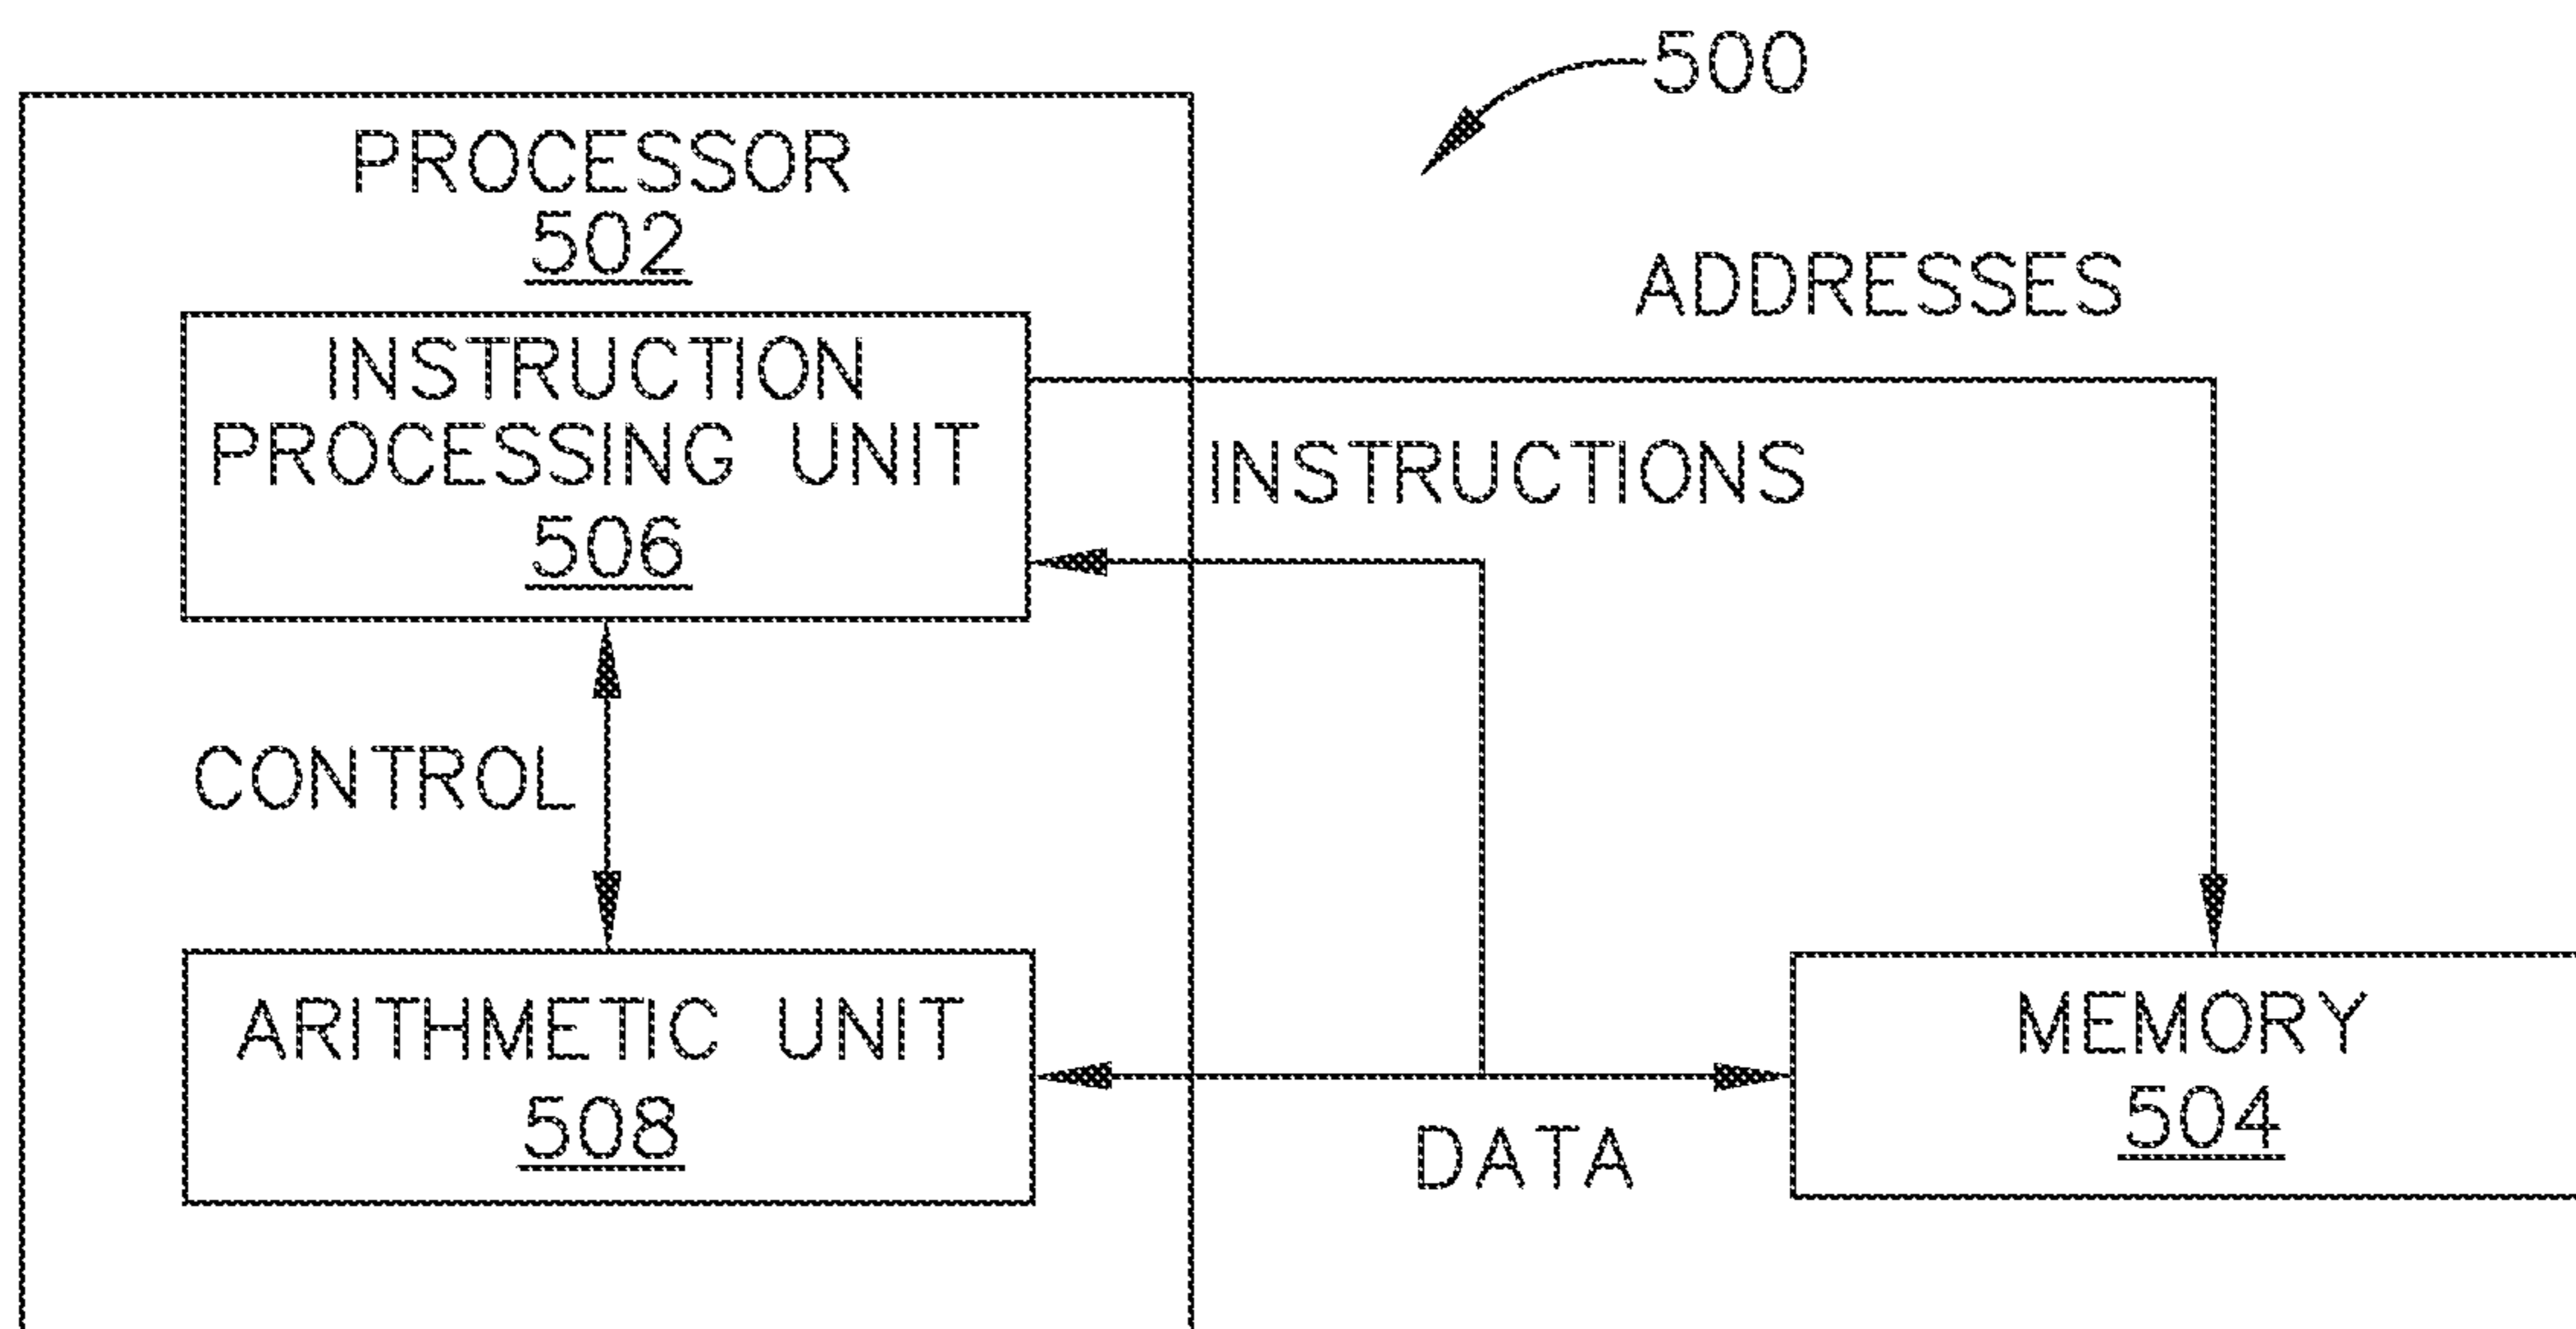 500
PROCESSOR
502
ADDRESSES
INSTRUCTION
PROCESSING UNIT
506
INSTRUCTIONS
CONTROL
ARITHMETIC UNIT
508
MEMORY
504
DATA